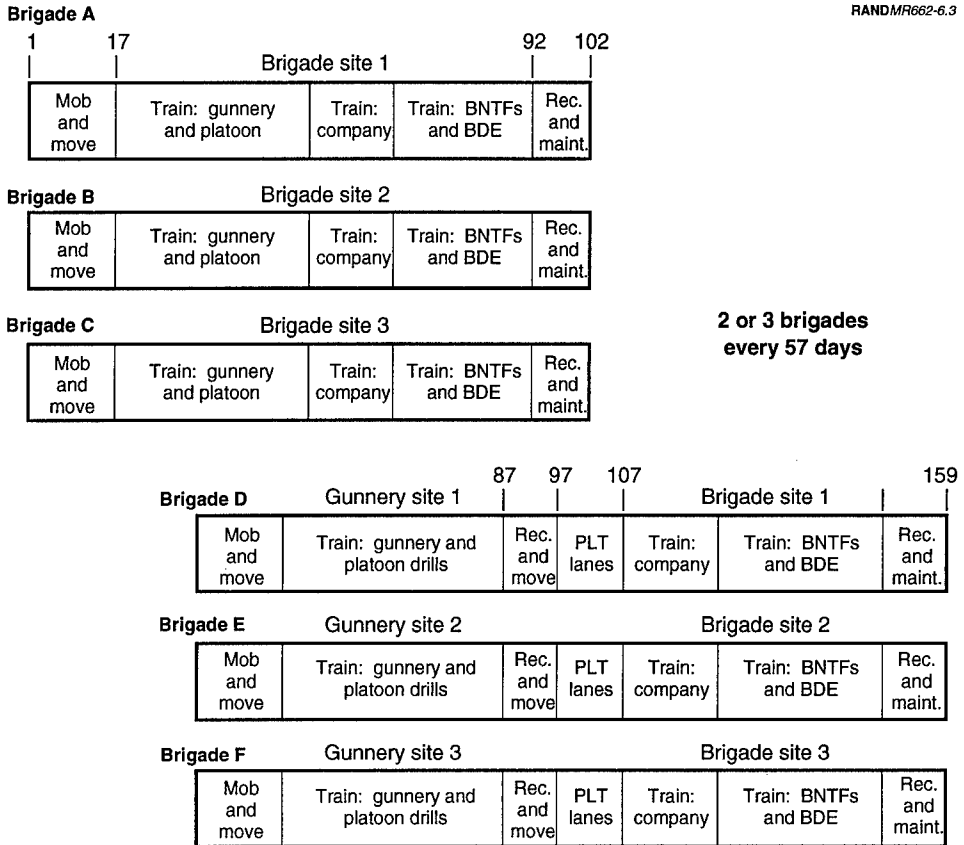 RANDMR662-6.3
Brigade A
1 17 92 102
Brigade site 1
Mob and move
Train: gunnery and platoon
Train: company
Train: BNTFs and BDE
Rec. and maint.
Brigade B
Brigade site 2
Mob and move
Train: gunnery and platoon
Train: company
Train: BNTFs and BDE
Rec. and maint.
Brigade C
Brigade site 3
Mob and move
Train: gunnery and platoon
Train: company
Train: BNTFs and BDE
Rec. and maint.
2 or 3 brigades
every 57 days
87 97 107 159
Brigade D
Gunnery site 1
Brigade site 1
Mob and move
Train: gunnery and platoon drills
Rec. and move
PLT lanes
Train: company
Train: BNTFs and BDE
Rec. and maint.
Brigade E
Gunnery site 2
Brigade site 2
Mob and move
Train: gunnery and platoon drills
Rec. and move
PLT lanes
Train: company
Train: BNTFs and BDE
Rec. and maint.
Brigade F
Gunnery site 3
Brigade site 3
Mob and move
Train: gunnery and platoon drills
Rec. and move
PLT lanes
Train: company
Train: BNTFs and BDE
Rec. and maint.